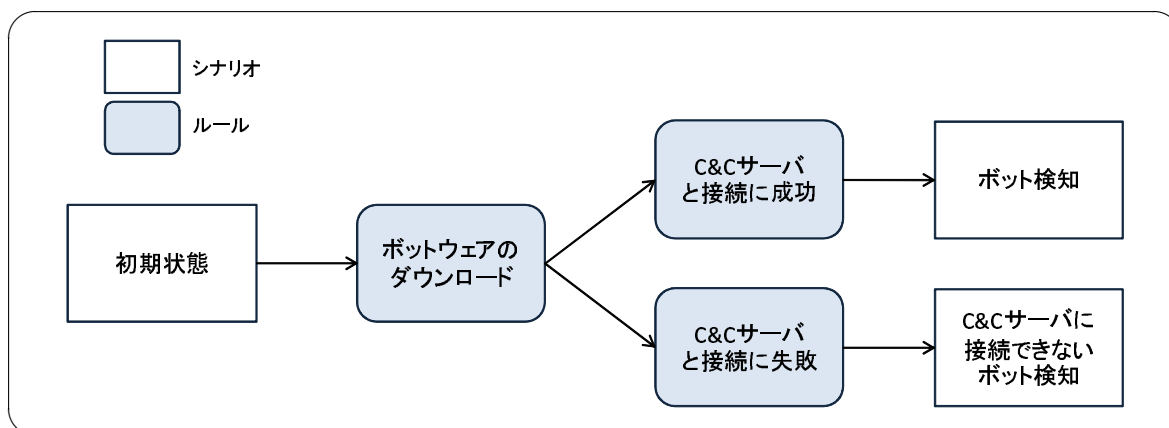 シナリオ
ルール
初期状態
ボットウェアの
ダウンロード
C&Cサーバ
と接続に成功
ボット検知
C&Cサーバ
と接続に失敗
C&Cサーバに
接続できない
ボット検知